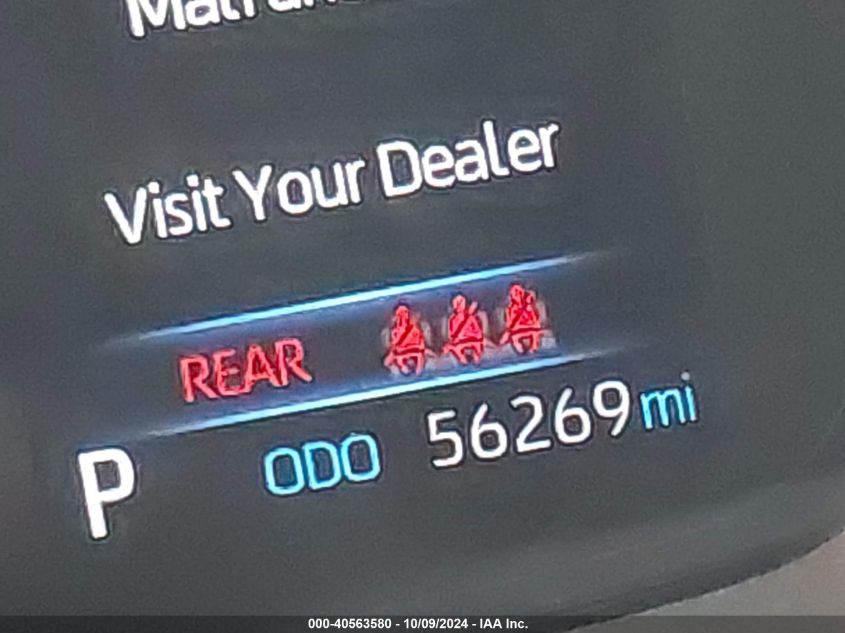 Visit Your Dealer
REAR
P ODO 56269 mi
000-40563580 - 10/09/2024 - IAA Inc.